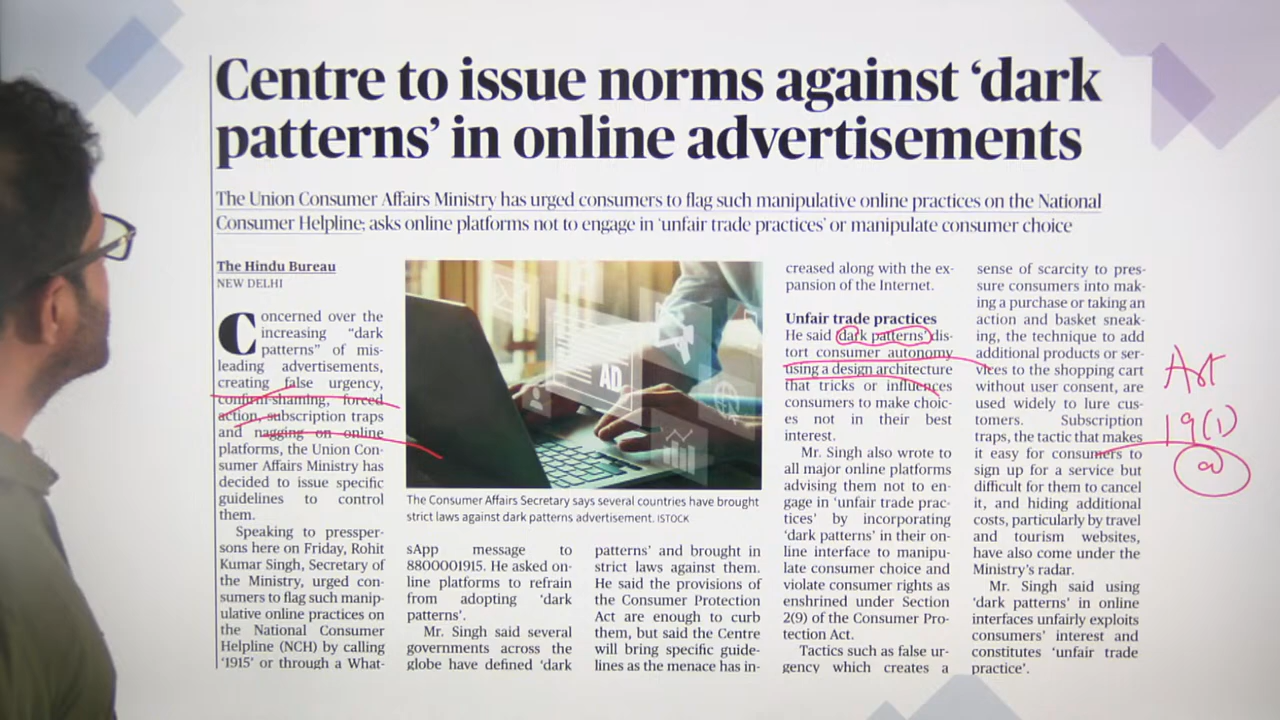 Centre to issue norms against ‘dark
patterns’ in online advertisements
The Union Consumer Affairs Ministry has urged consumers to flag such manipulative online practices on the National
Consumer Helpline; asks online platforms not to engage in ‘unfair trade practices’ or manipulate consumer choice
The Hindu Bureau
NEW DELHI
Concerned over the
increasing “dark
patterns” of mis-
leading advertisements,
creating false urgency,
confirm-shaming, forced
action, subscription traps
and nagging on online
platforms, the Union Con-
sumer Affairs Ministry has
decided to issue specific
guidelines to control
them.
Speaking to pressper-
sons here on Friday, Rohit
Kumar Singh, Secretary of
the Ministry, urged con-
sumers to flag such manip-
ulative online practices on
the National Consumer
Helpline (NCH) by calling
‘1915’ or through a What-
AD
The Consumer Affairs Secretary says several countries have brought
strict laws against dark patterns advertisement. ISTOCK
sApp message to
8800001915. He asked on-
line platforms to refrain
from adopting ‘dark
patterns’.
Mr. Singh said several
governments across the
globe have defined ‘dark
patterns’ and brought in
strict laws against them.
He said the provisions of
the Consumer Protection
Act are enough to curb
them, but said the Centre
will bring specific guide-
lines as the menace has in-
creased along with the ex-
pansion of the Internet.
Unfair trade practices
He said ‘dark patterns’ dis-
tort consumer autonomy
using a design architecture
that tricks or influences
consumers to make choic-
es not in their best
interest.
Mr. Singh also wrote to
all major online platforms
advising them not to en-
gage in ‘unfair trade prac-
tices’ by incorporating
‘dark patterns’ in their on-
line interface to manipu-
late consumer choice and
violate consumer rights as
enshrined under Section
2(9) of the Consumer Pro-
tection Act.
Tactics such as false ur-
gency which creates a
sense of scarcity to pres-
sure consumers into mak-
ing a purchase or taking an
action and basket sneak-
ing, the technique to add
additional products or ser-
vices to the shopping cart
without user consent, are
used widely to lure cus-
tomers. Subscription
traps, the tactic that makes
it easy for consumers to
sign up for a service but
difficult for them to cancel
it, and hiding additional
costs, particularly by travel
and tourism websites,
have also come under the
Ministry’s radar.
Mr. Singh said using
‘dark patterns’ in online
interfaces unfairly exploits
consumers’ interest and
constitutes ‘unfair trade
practice’.
Art
19(1)
(a)